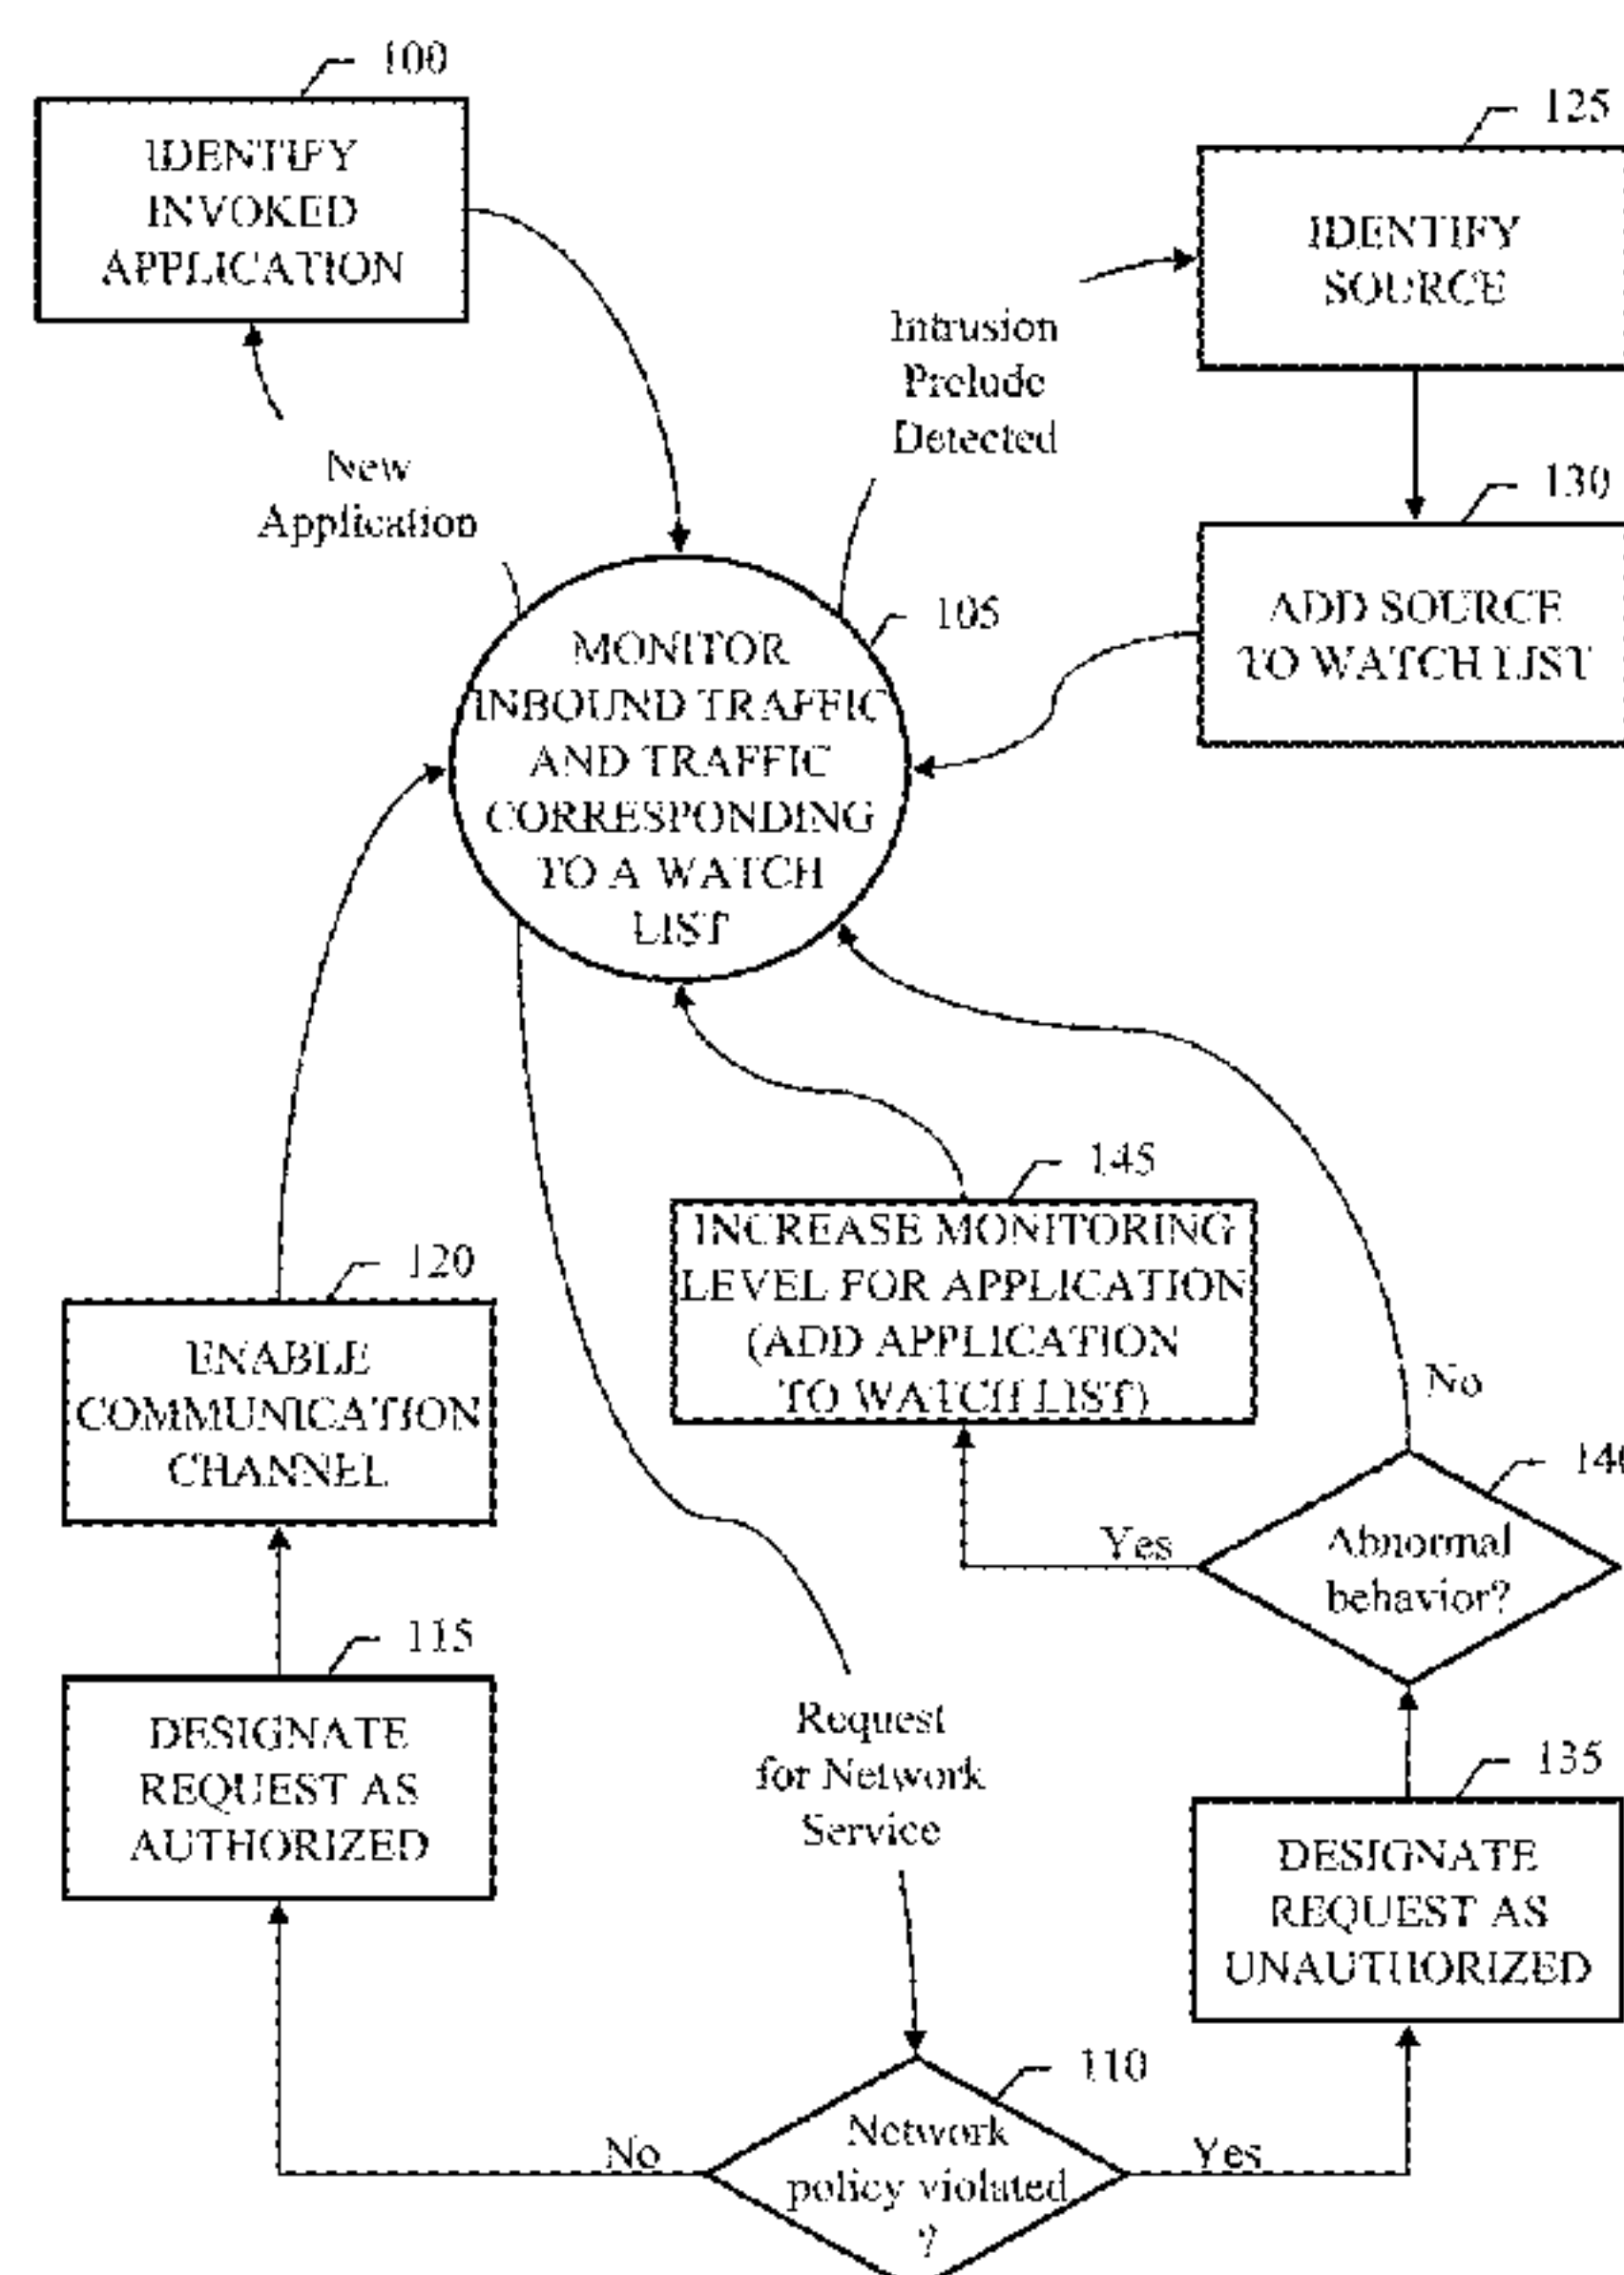 100
IDENTIFY
INVOKED
APPLICATION
125
IDENTIFY
SOURCE
Intrusion
Prelude
Detected
New
Application
130
ADD SOURCE
TO WATCH LIST
105
MONITOR
INBOUND TRAFFIC
AND TRAFFIC
CORRESPONDING
TO A WATCH
LIST
145
INCREASE MONITORING
LEVEL FOR APPLICATION
(ADD APPLICATION
TO WATCH LIST)
120
ENABLE
COMMUNICATION
CHANNEL
No
Yes
Abnormal
behavior?
115
DESIGNATE
REQUEST AS
AUTHORIZED
Request
for Network
Service
135
DESIGNATE
REQUEST AS
UNAUTHORIZED
110
No
Network
policy violated
?
Yes